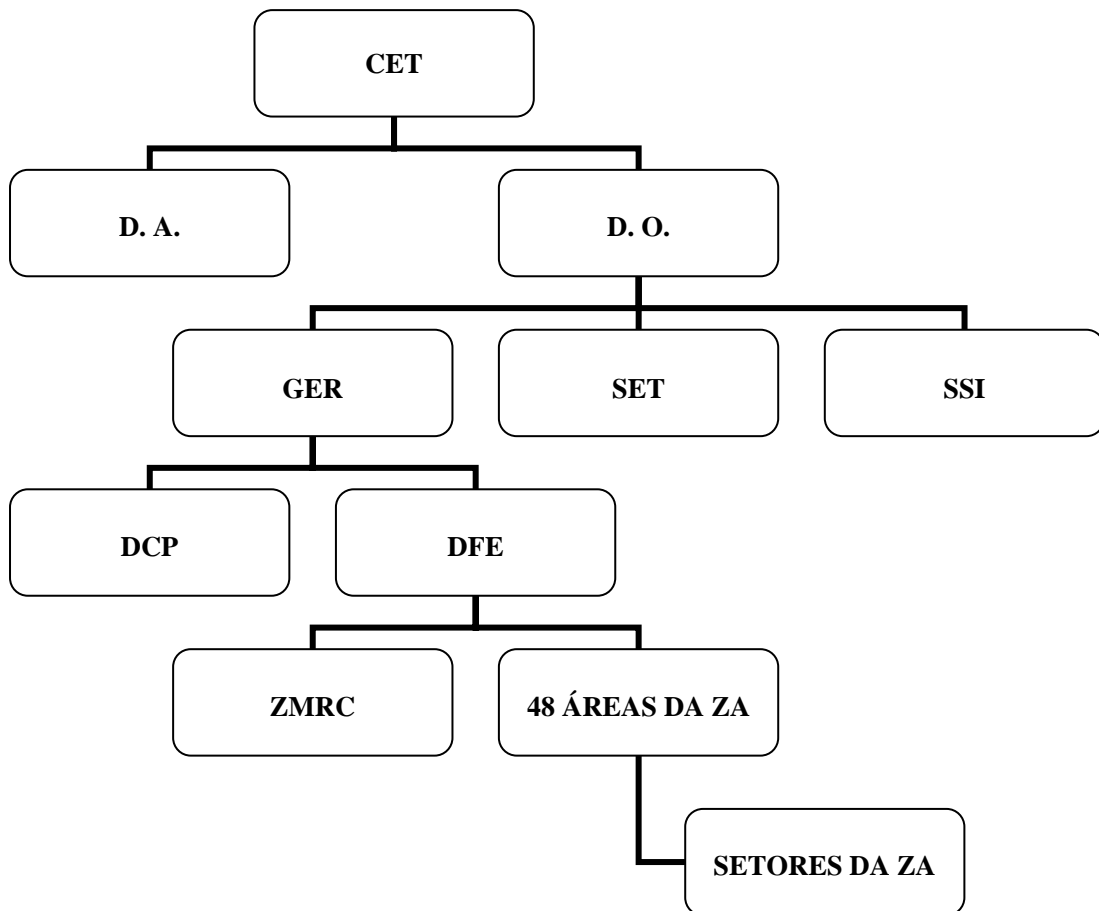 CET
D. A.
D. O.
GER
SET
SSI
DCP
DFE
ZMRC
48 ÁREAS DA ZA
SETORES DA ZA